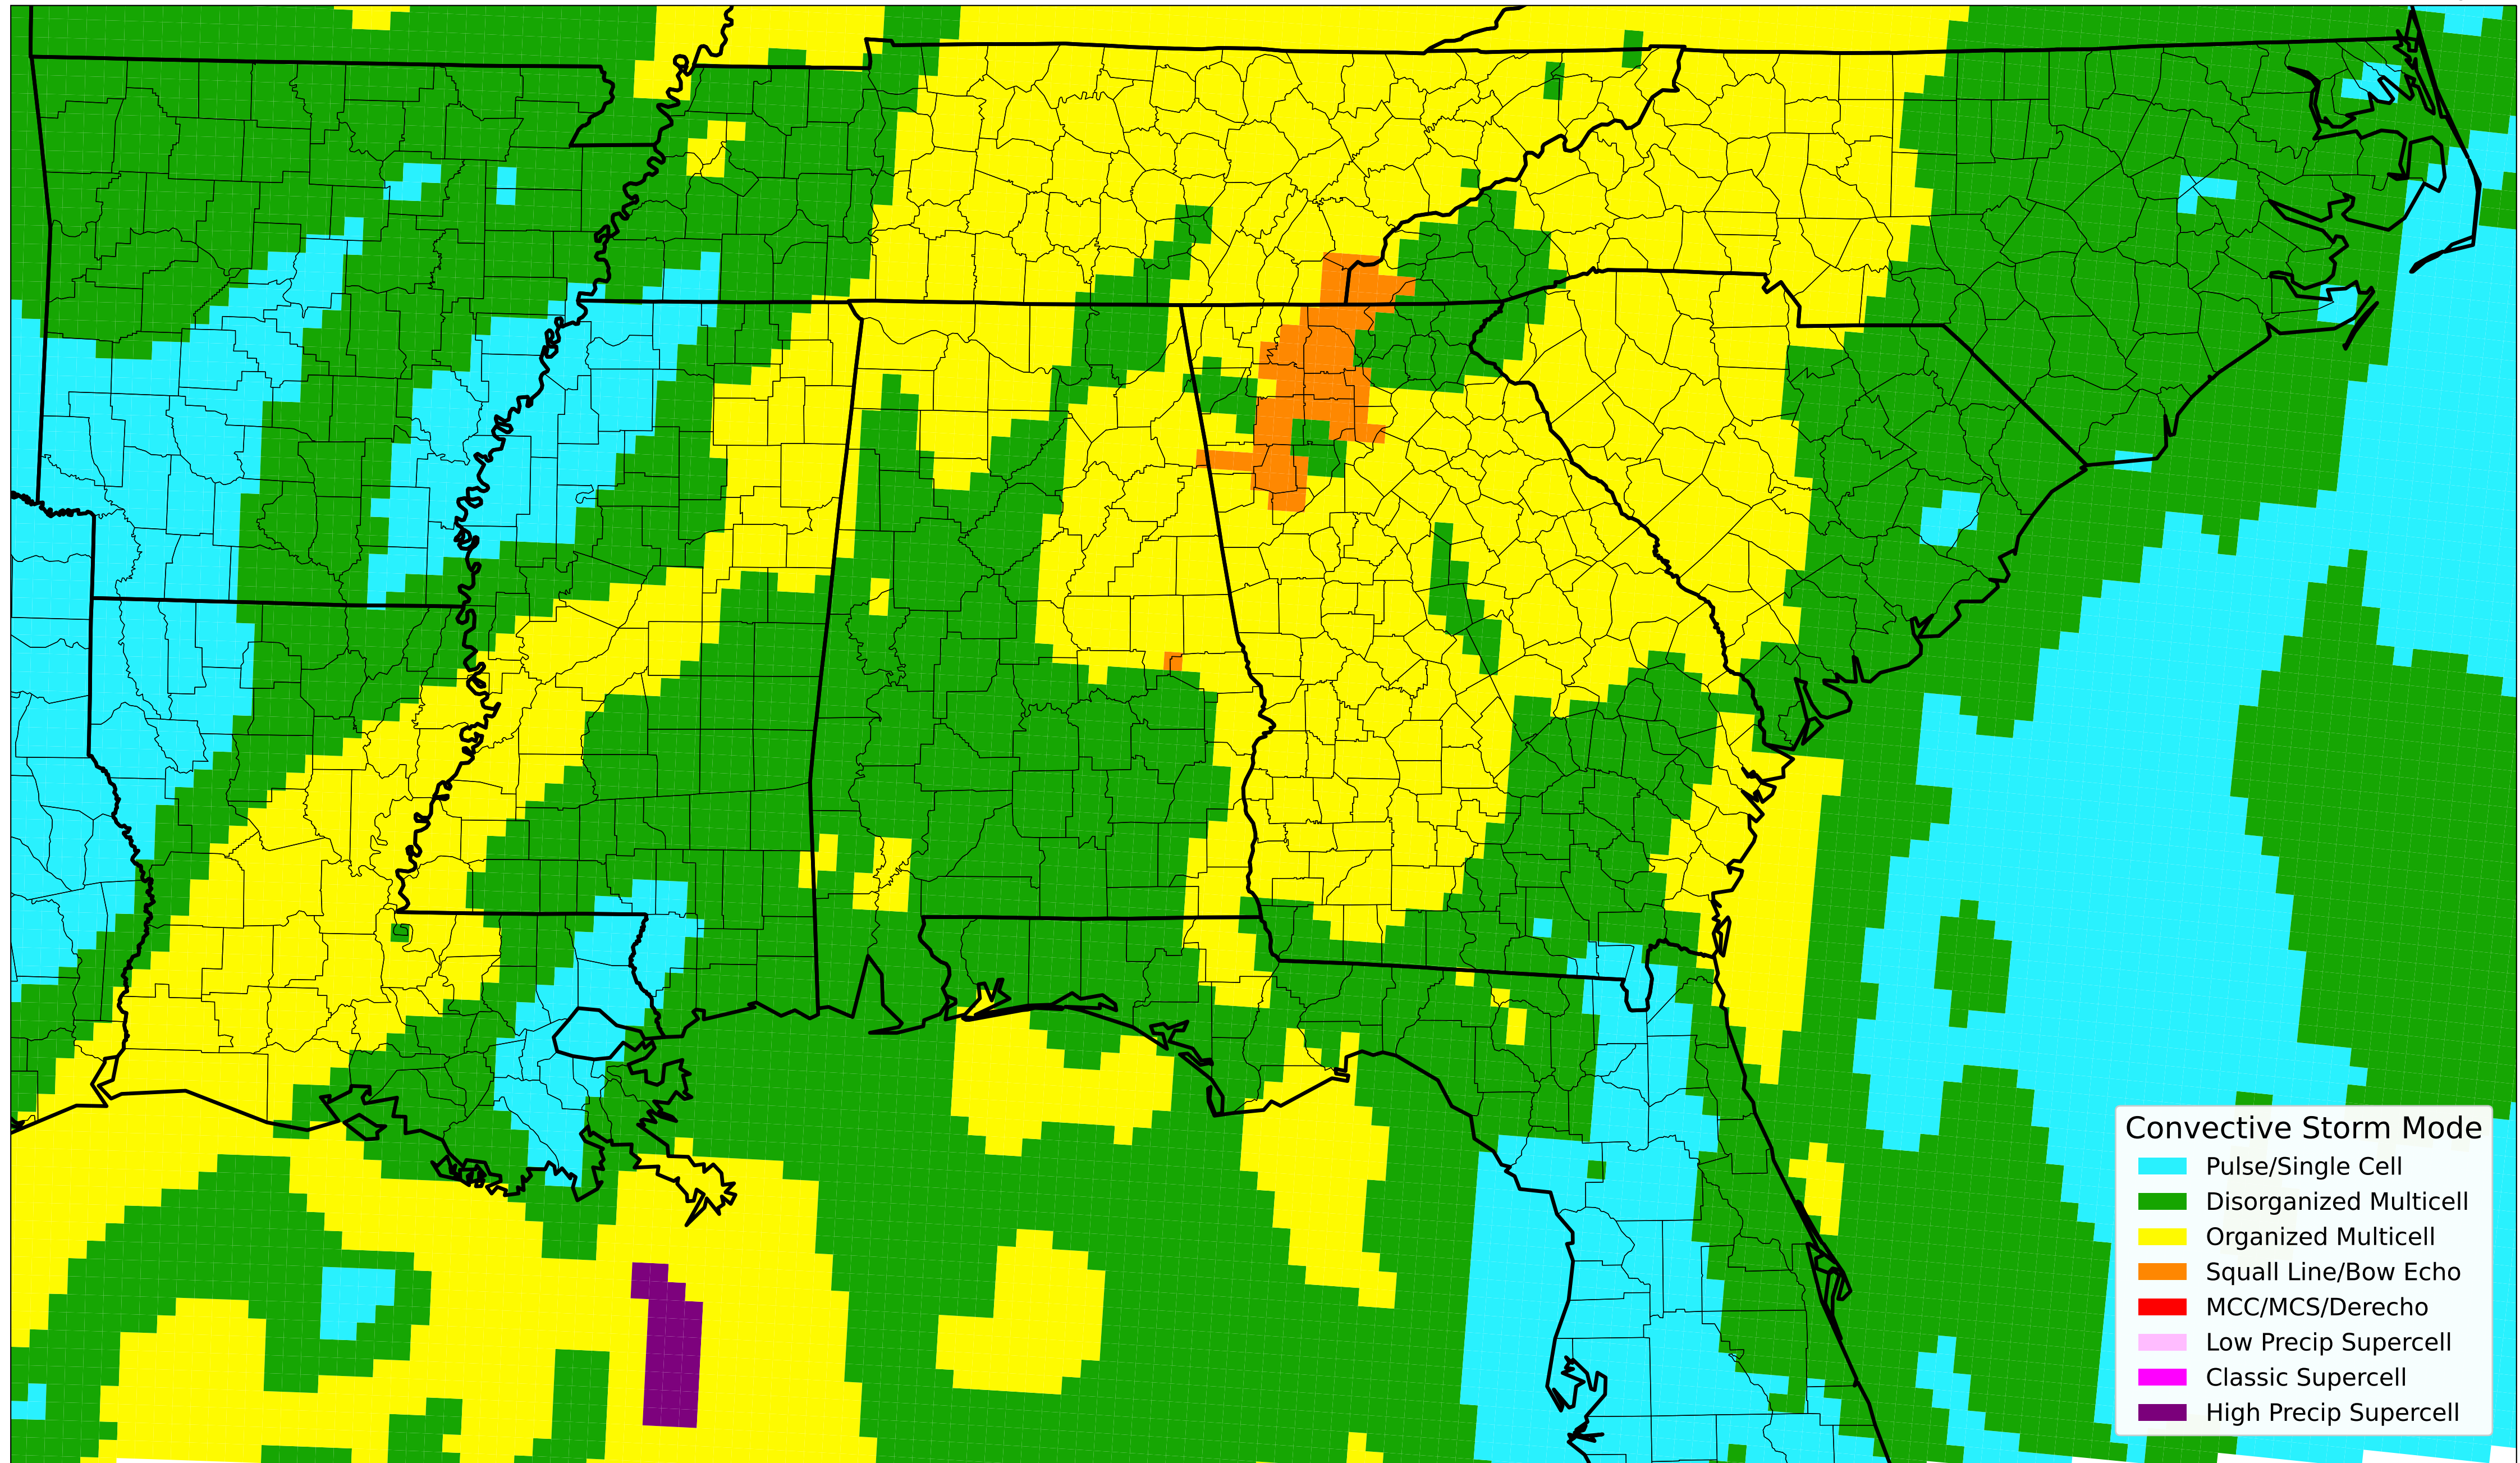 Convective Storm Mode
Pulse/Single Cell
Disorganized Multicell
Organized Multicell
Squall Line/Bow Echo
MCC/MCS/Derecho
Low Precip Supercell
Classic Supercell
High Precip Supercell